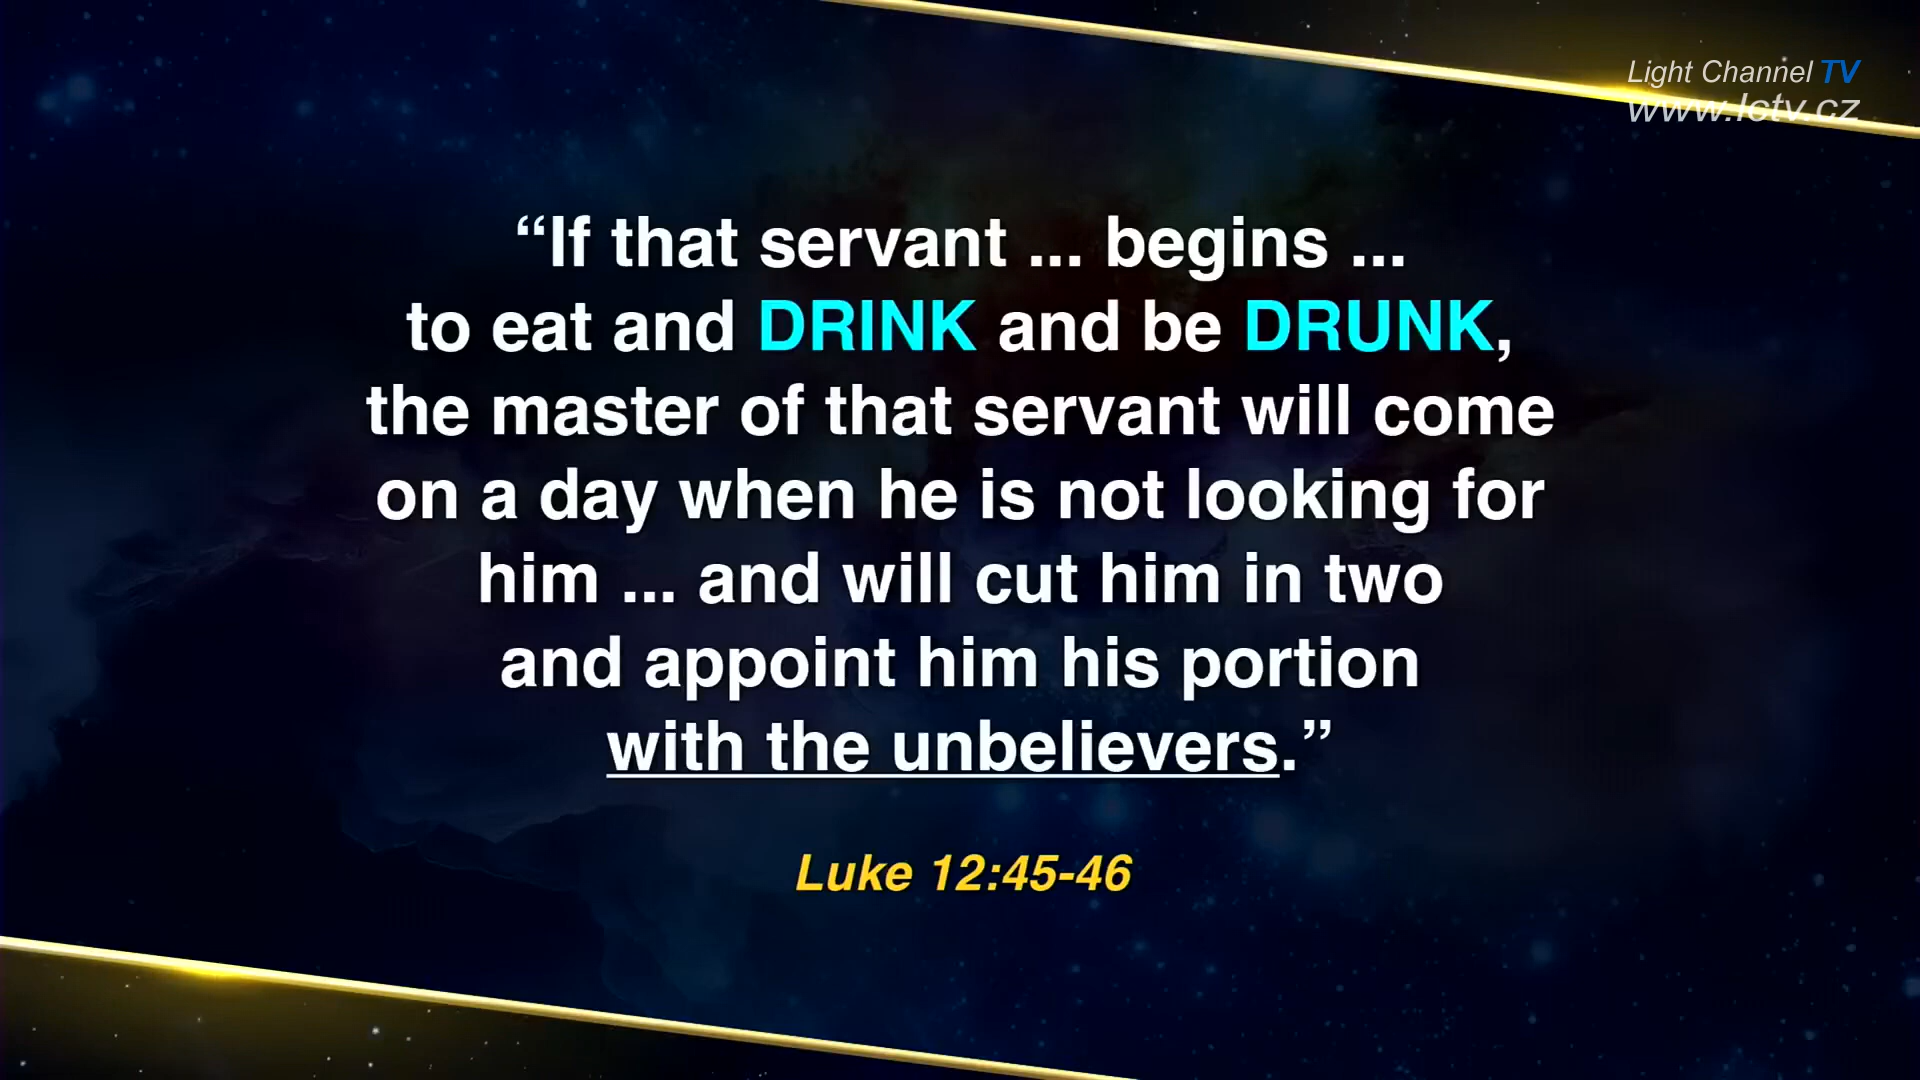 Light Channel TV
www.lctv.cz
“If that servant ... begins ...
to eat and DRINK and be DRUNK,
the master of that servant will come
on a day when he is not looking for
him ... and will cut him in two
and appoint him his portion
with the unbelievers.”
Luke 12:45-46